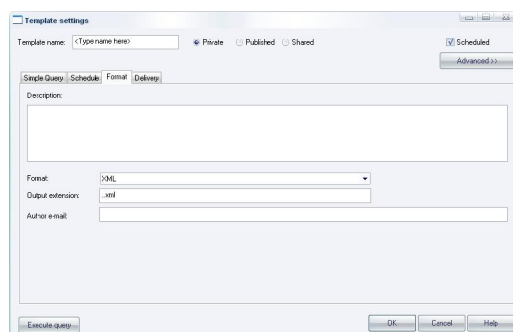 Template settings
Template name: <Type name here> Private Published Shared Scheduled
Advanced >>
Simple Query Schedule Format Delivery
Description:
Format: XML
Output extension: .xml
Author e-mail:
Execute query OK Cancel Help